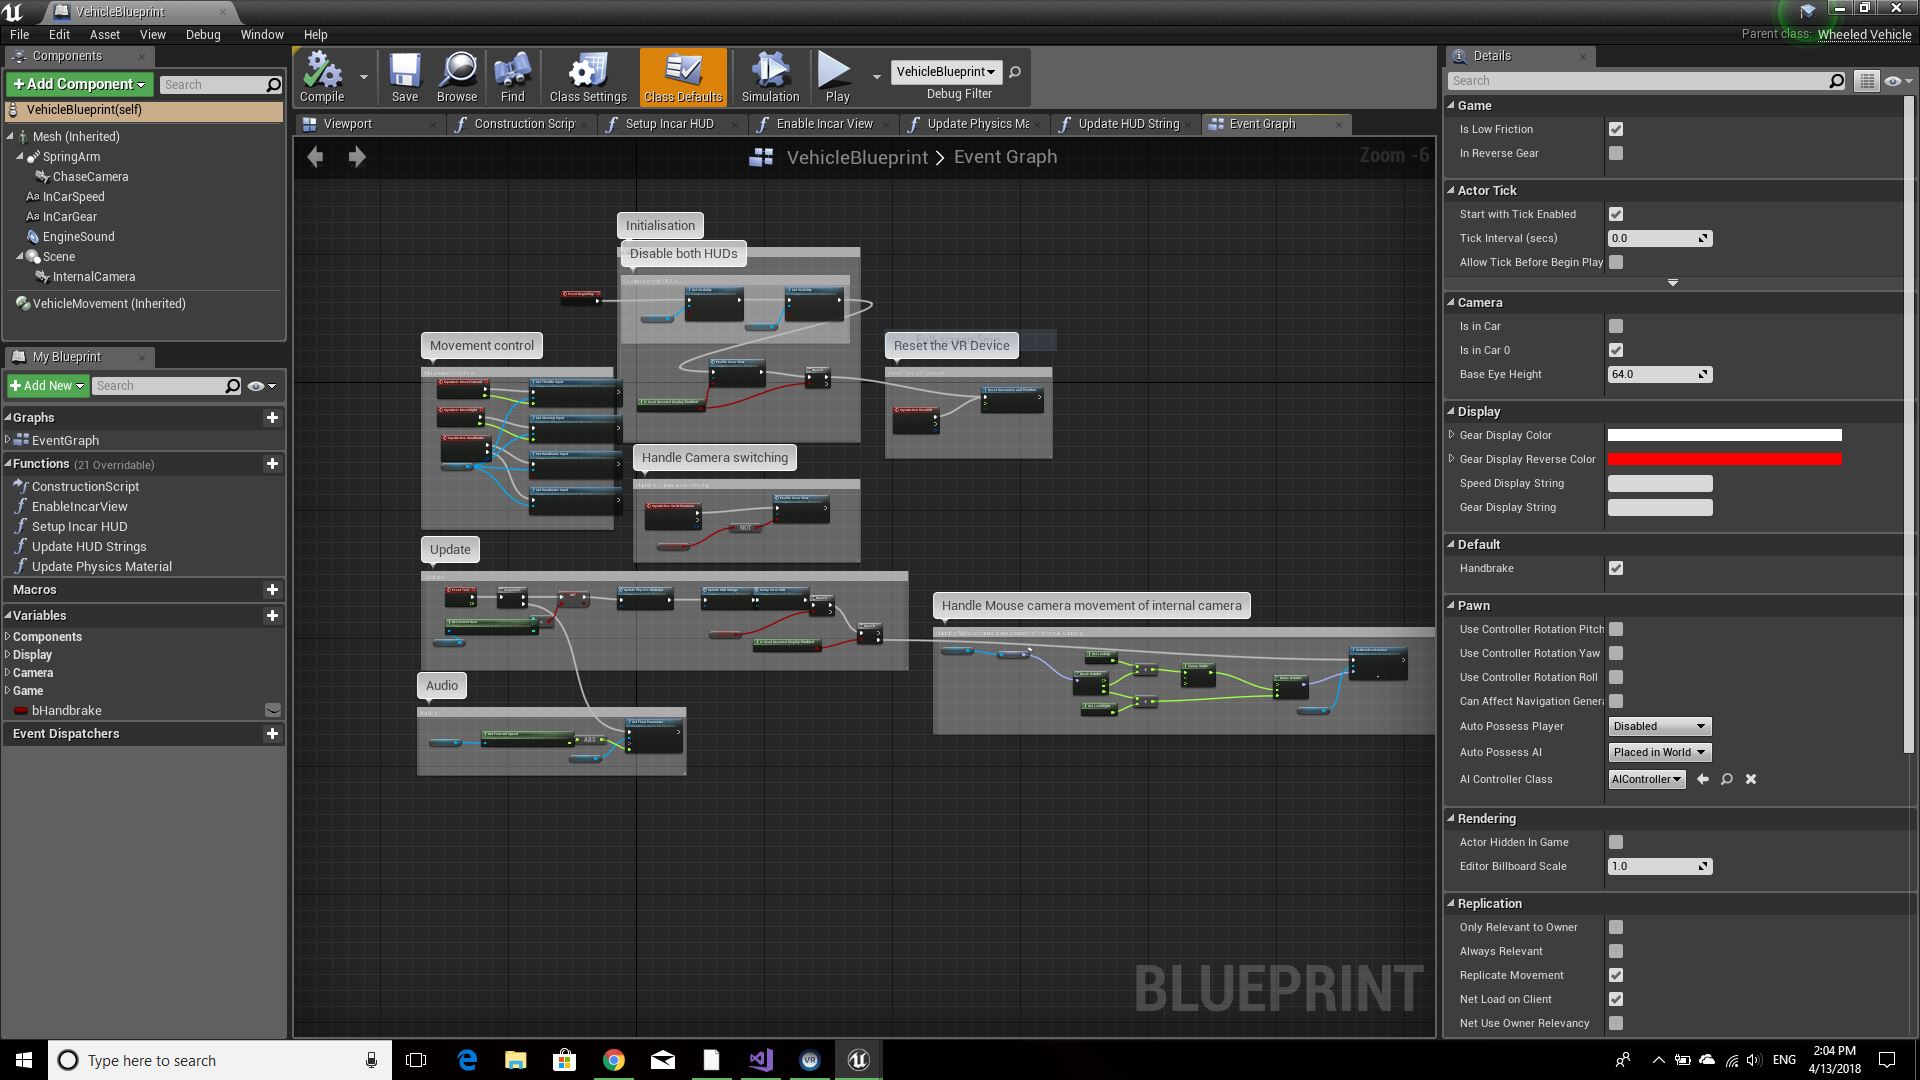 VehicleBlueprint
File Edit Asset View Debug Window Help
Parent class: Wheeled Vehicle
Components
+ Add Component
Search
VehicleBlueprint(self)
Mesh (Inherited)
SpringArm
ChaseCamera
Aa InCarSpeed
Aa InCarGear
EngineSound
Scene
InternalCamera
VehicleMovement (Inherited)
My Blueprint
+ Add New
Search
Graphs
EventGraph
Functions (21 Overridable)
ConstructionScript
EnableIncarView
Setup Incar HUD
Update HUD Strings
Update Physics Material
Macros
Variables
Components
Display
Camera
Game
bHandbrake
Event Dispatchers
Compile
Save
Browse
Find
Class Settings
Class Defaults
Simulation
Play
VehicleBlueprint
Debug Filter
Viewport
Construction Scrip
Setup Incar HUD
Enable Incar View
Update Physics Ma
Update HUD String
Event Graph
VehicleBlueprint > Event Graph
Zoom -6
Initialisation
Disable both HUDs
Movement control
Reset the VR Device
Handle Camera switching
NOT
Update
Handle Mouse camera movement of internal camera
Audio
ABS
BLUEPRINT
Details
Search
Game
Is Low Friction
In Reverse Gear
Actor Tick
Start with Tick Enabled
Tick Interval (secs) 0.0
Allow Tick Before Begin Play
Camera
Is in Car
Is in Car 0
Base Eye Height 64.0
Display
Gear Display Color
Gear Display Reverse Color
Speed Display String
Gear Display String
Default
Handbrake
Pawn
Use Controller Rotation Pitch
Use Controller Rotation Yaw
Use Controller Rotation Roll
Can Affect Navigation Genera
Auto Possess Player Disabled
Auto Possess AI Placed in World
AI Controller Class AIController
Rendering
Actor Hidden In Game
Editor Billboard Scale 1.0
Replication
Only Relevant to Owner
Always Relevant
Replicate Movement
Net Load on Client
Net Use Owner Relevancy
Type here to search
VR
ENG
2:04 PM
4/13/2018